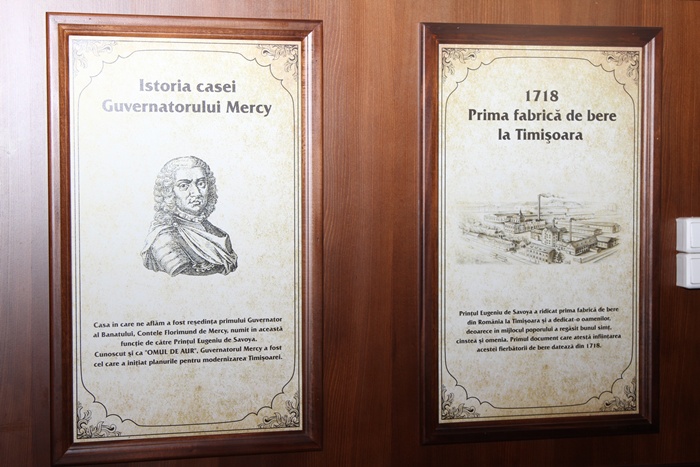 Istoria casei
Guvernatorului Mercy
Casa în care ne aflăm a fost reședința primului Guvernator
al Banatului, Contele Florimund de Mercy, numit în această
funcție de către Prințul Eugeniu de Savoya.
Cunoscut și ca "OMUL DE AUR", Guvernatorul Mercy a fost
cel care a inițiat planurile pentru modernizarea Timișoarei.
1718
Prima fabrică de bere
la Timişoara
Prințul Eugeniu de Savoya a ridicat prima fabrică de bere
din România la Timișoara și a dedicat-o oamenilor,
deoarece în mijlocul poporului a regăsit bunul simț,
cinstea și omenia. Primul document care atestă înființarea
acestei fierbătorii de bere datează din 1718.